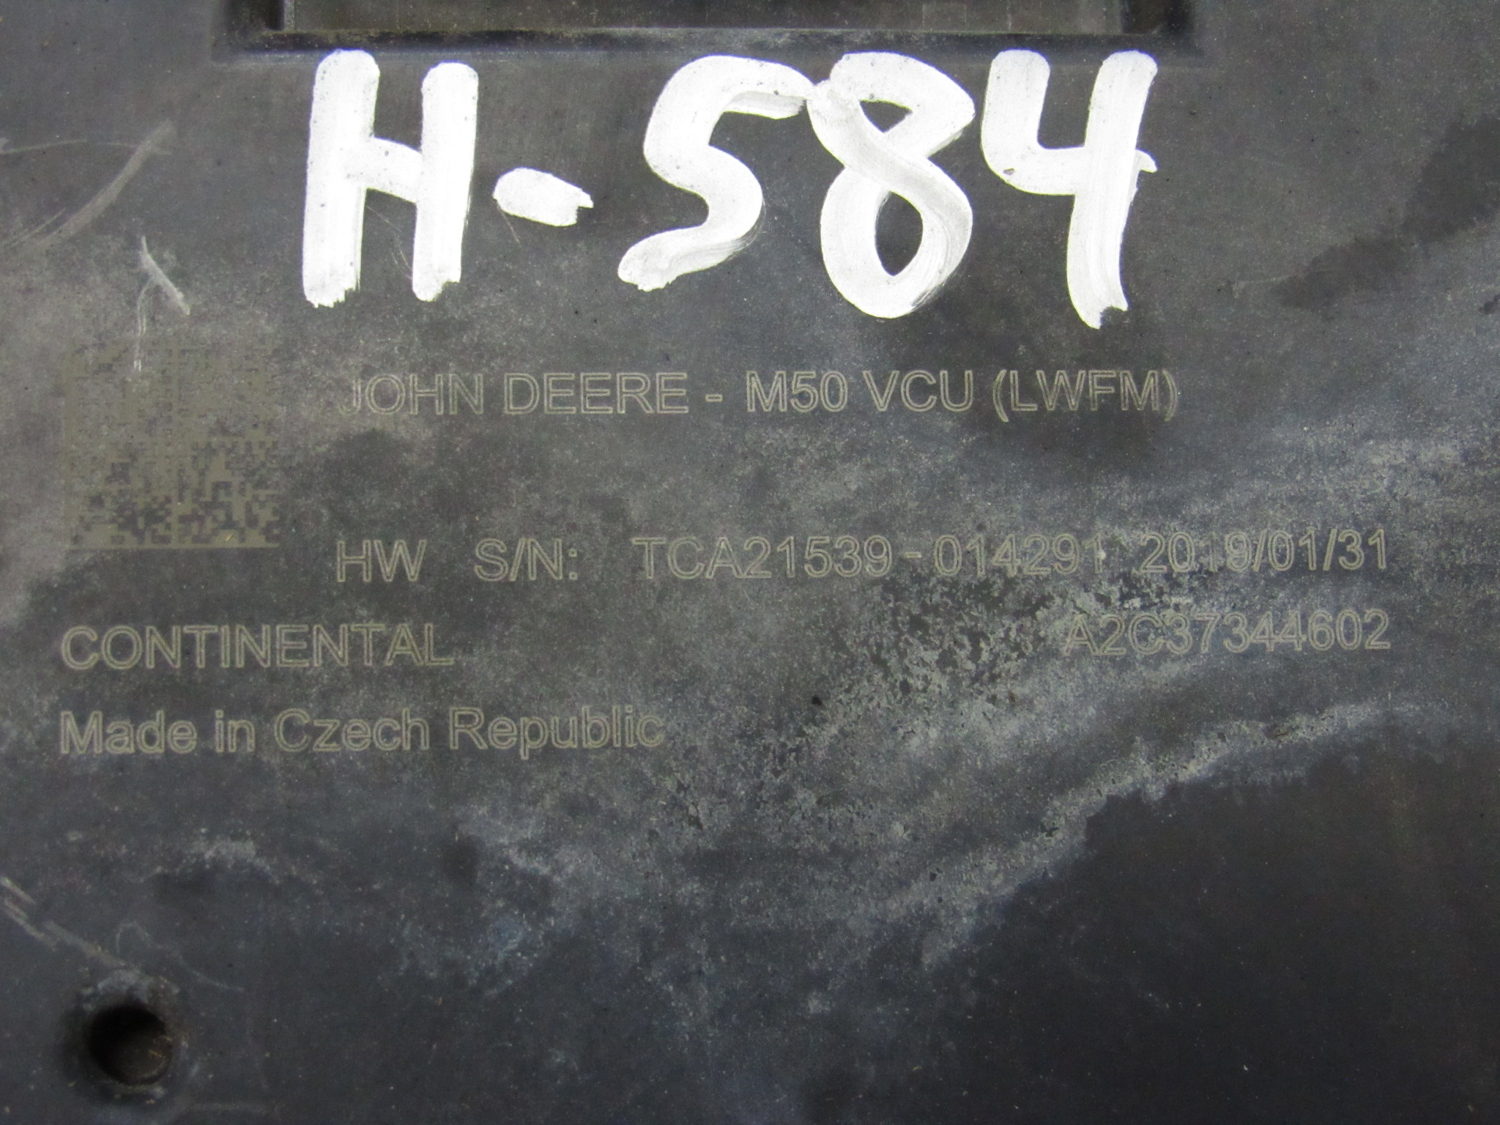 H-584
JOHN DEERE - M50 VCU (LWFM)
HW S/N: TCA21539-014291 2019/01/31
CONTINENTAL A2C37344602
Made in Czech Republic